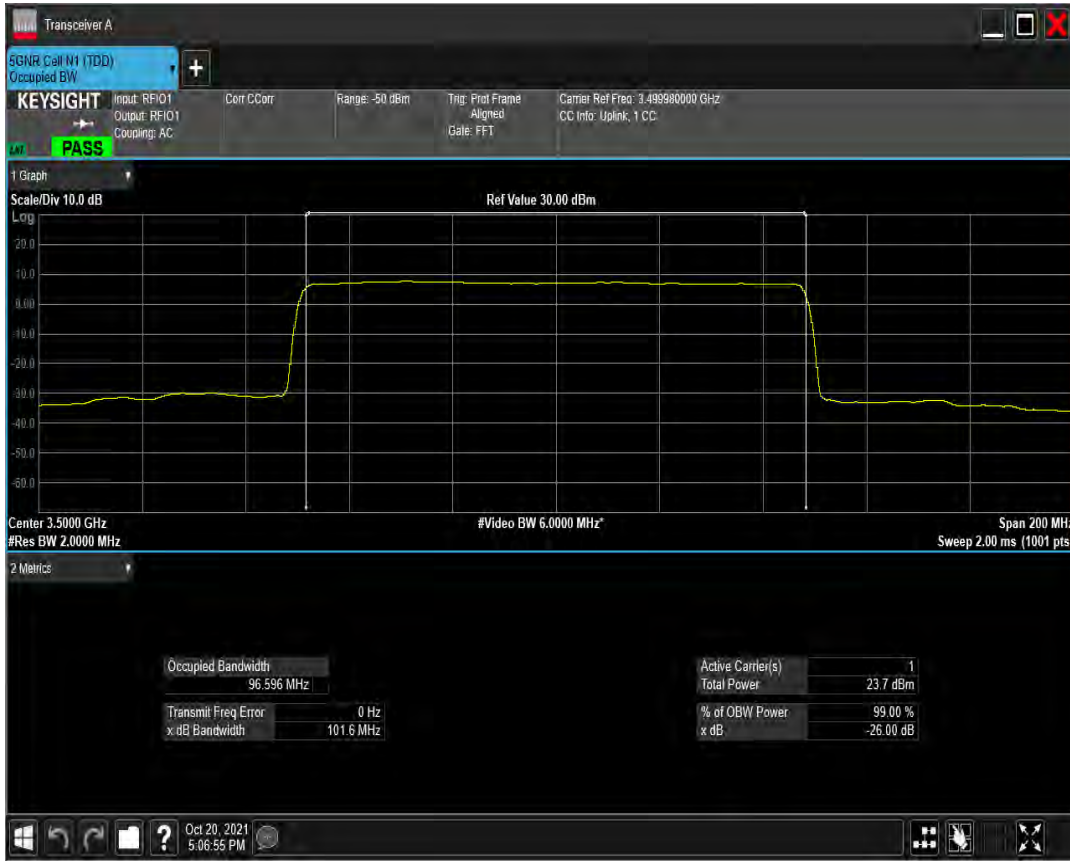 Transceiver A
5GNR Cell N1 (TDD)
Occupied BW
+
KEYSIGHT
PASS
Input: RFIO1
Output: RFIO1
Coupling: AC
Corr CCorr
Range: -50 dBm
Trig: Prot Frame
Aligned
Gate: FFT
Carrier Ref Freq: 3.499980000 GHz
CC Info: Uplink, 1 CC
1 Graph
Scale/Div 10.0 dB
Ref Value 30.00 dBm
Log
20.0
10.0
0.00
-10.0
-20.0
-30.0
-40.0
-50.0
-60.0
Center 3.5000 GHz
#Video BW 6.0000 MHz*
Span 200 MHz
#Res BW 2.0000 MHz
Sweep 2.00 ms (1001 pts
2 Metrics
Occupied Bandwidth
96.596 MHz
Transmit Freq Error 0 Hz
x dB Bandwidth 101.6 MHz
Active Carrier(s) 1
Total Power 23.7 dBm
% of OBW Power 99.00 %
x dB -26.00 dB
?
Oct 20, 2021
5:06:55 PM